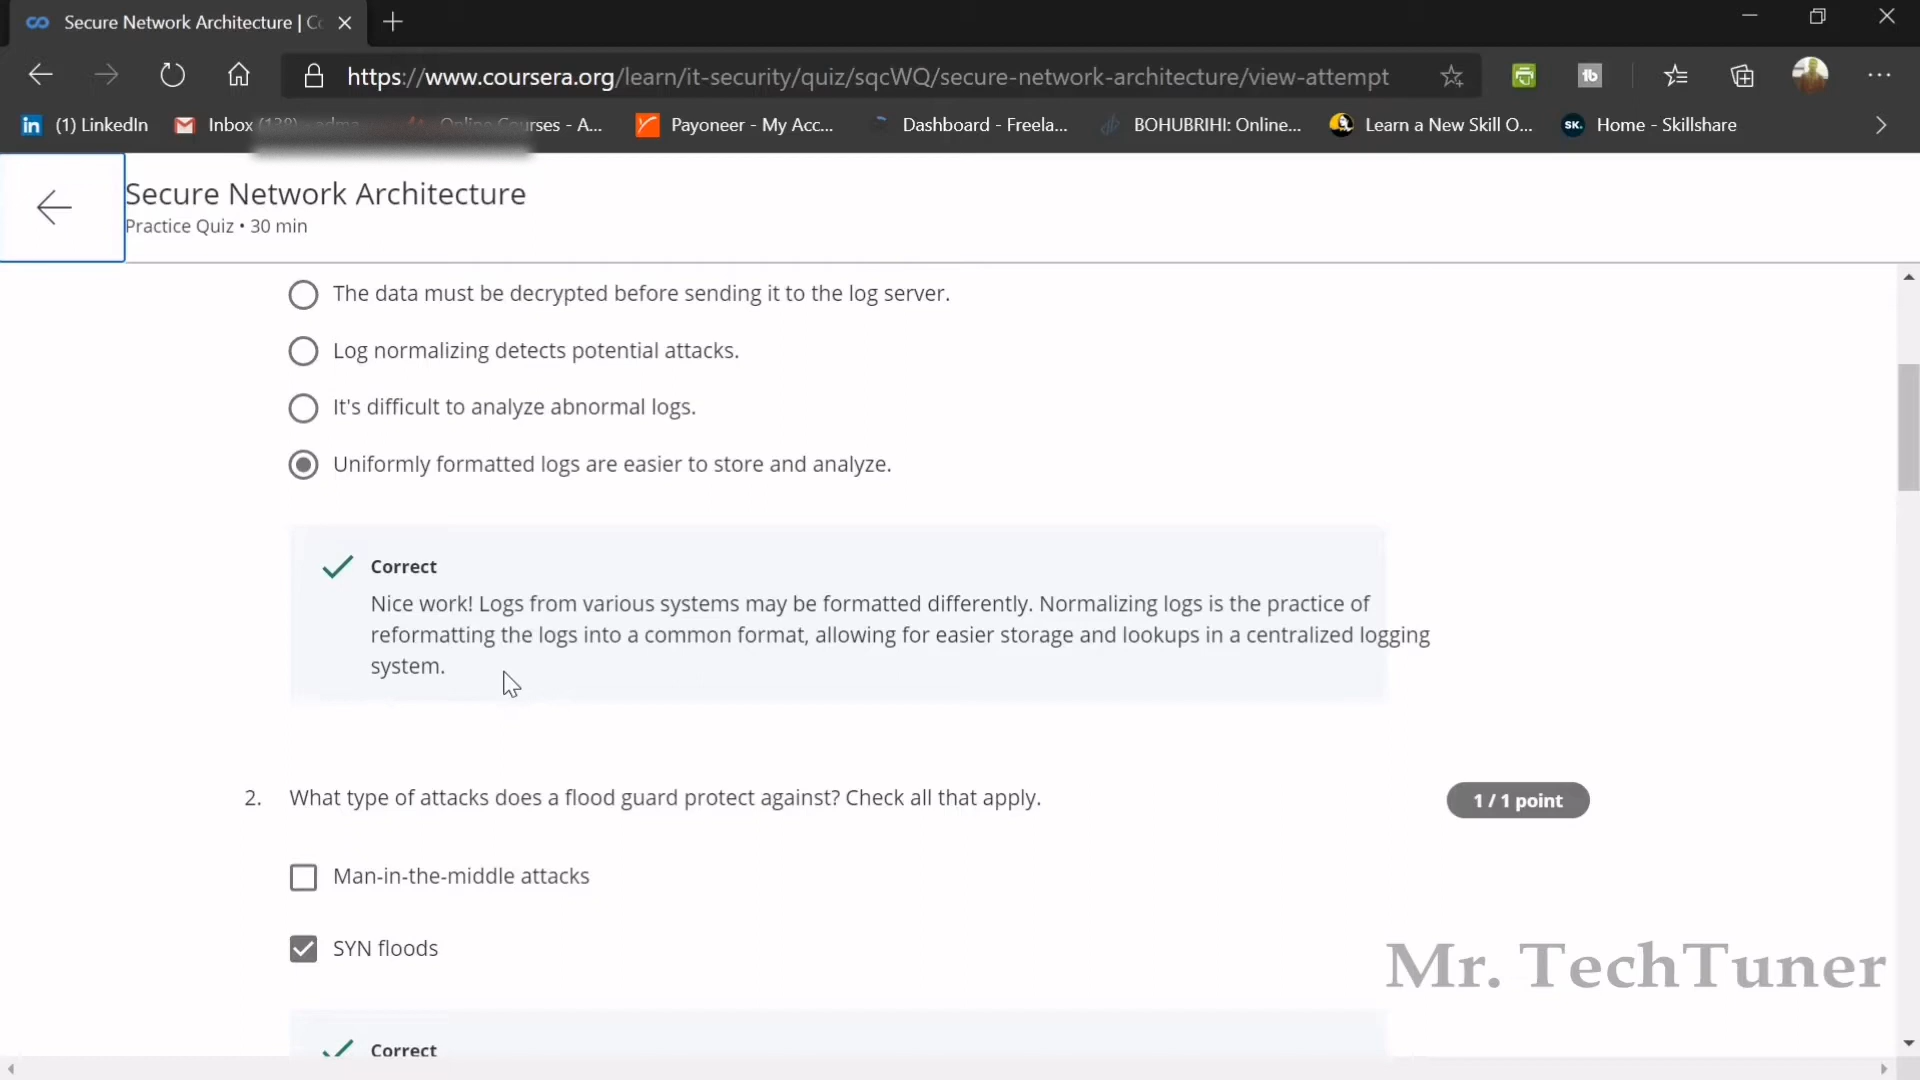 Secure Network Architecture | Co
https://www.coursera.org/learn/it-security/quiz/sqcWQ/secure-network-architecture/view-attempt
in (1) LinkedIn Inbox Online Courses - A... Payoneer - My Acc... Dashboard - Freela... BOHUBRIHI: Online... Learn a New Skill O... SK. Home - Skillshare
Secure Network Architecture
Practice Quiz • 30 min
The data must be decrypted before sending it to the log server.
Log normalizing detects potential attacks.
It's difficult to analyze abnormal logs.
Uniformly formatted logs are easier to store and analyze.
Correct
Nice work! Logs from various systems may be formatted differently. Normalizing logs is the practice of
reformatting the logs into a common format, allowing for easier storage and lookups in a centralized logging
system.
2. What type of attacks does a flood guard protect against? Check all that apply.
1 / 1 point
Man-in-the-middle attacks
SYN floods
Mr. TechTuner
Correct